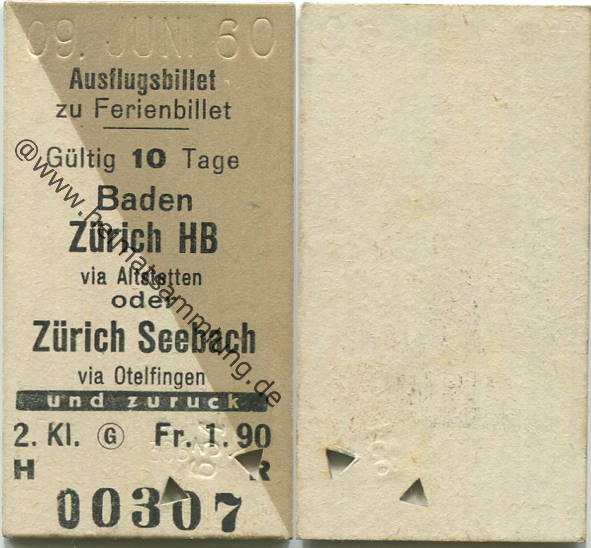 09. JUNI 60
Ausflugsbillet
zu Ferienbillet
Gültig 10 Tage
Baden
Zürich HB
via Altstetten
oder
Zürich Seebach
via Otelfingen
und zurück
2. Kl. G Fr. 1.90
H R
00307
@www.heimatsammlung.de